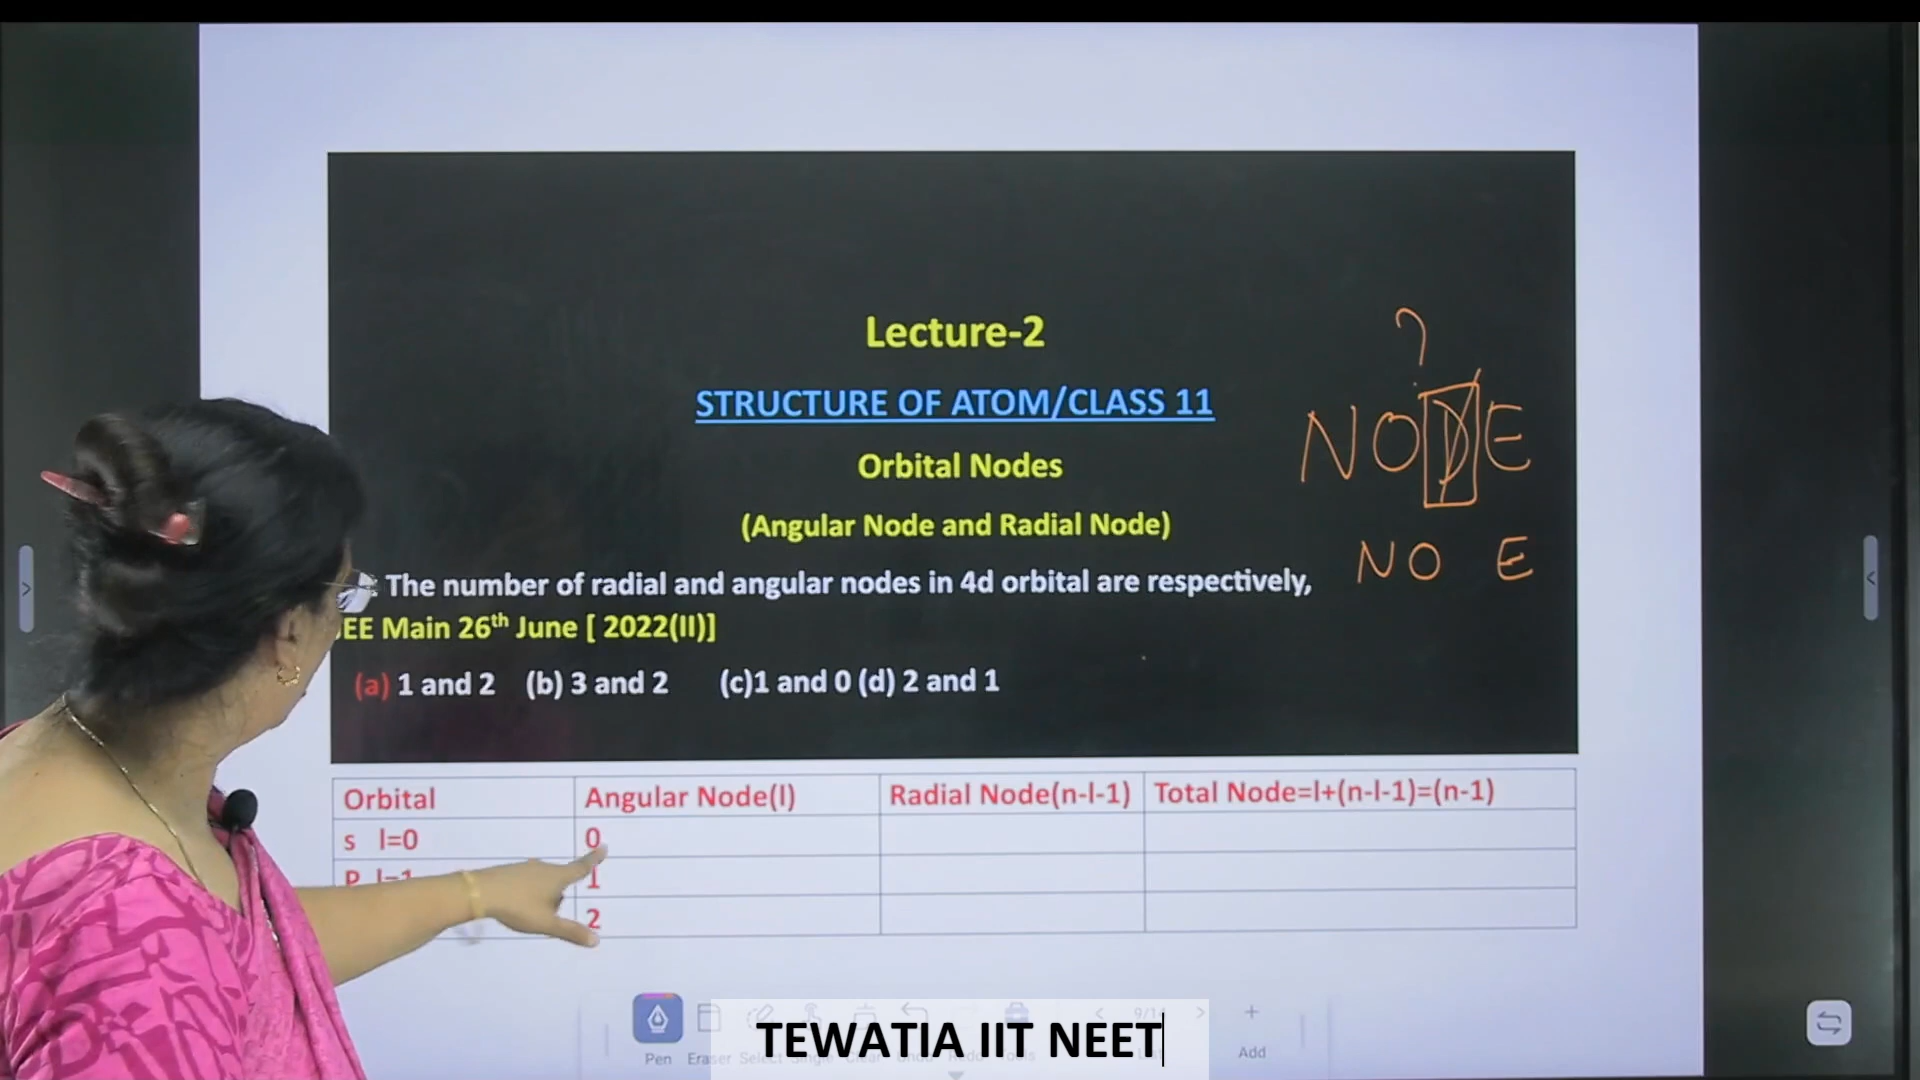 Lecture-2
STRUCTURE OF ATOM/CLASS 11
Orbital Nodes
(Angular Node and Radial Node)
?
NODE
NO E
The number of radial and angular nodes in 4d orbital are respectively,
JEE Main 26th June [ 2022(II)]
(a) 1 and 2 (b) 3 and 2 (c)1 and 0 (d) 2 and 1
Orbital Angular Node(l) Radial Node(n-l-1) Total Node=l+(n-l-1)=(n-1)
s l=0 0
P l=1 1
2
Pen Eraser Add
TEWATIA IIT NEET